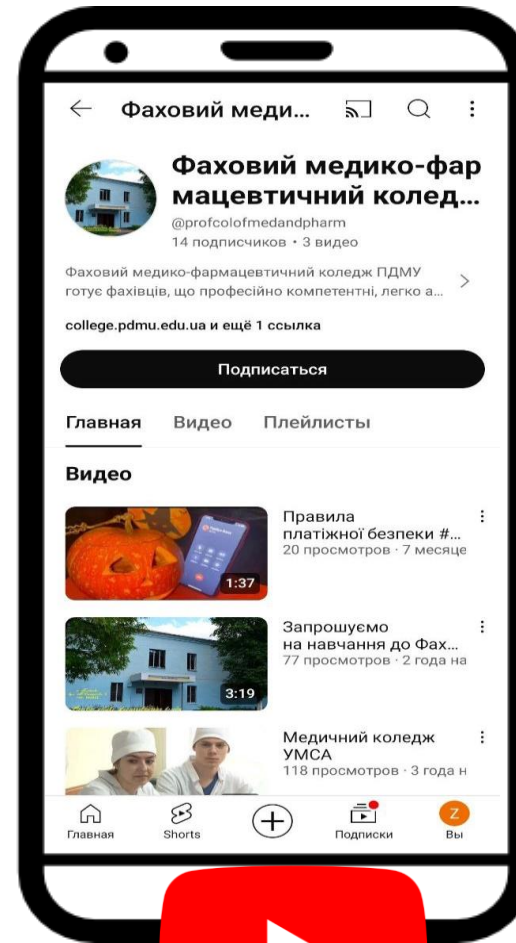 Фаховий меди...
Фаховий медико-фар
мацевтичний колед...
@profcolofmedandpharm
14 подписчиков • 3 видео
Фаховий медико-фармацевтичний коледж ПДМУ
готує фахівців, що професійно компетентні, легко а...
college.pdmu.edu.ua и ещё 1 ссылка
Подписаться
Главная Видео Плейлисты
Видео
Правила
платіжної безпеки #...
20 просмотров · 7 месяце
1:37
Запрошуємо
на навчання до Фах...
77 просмотров · 2 года на
3:19
Медичний коледж
УМСА
118 просмотров · 3 года н
Главная Shorts Подписки Z Вы